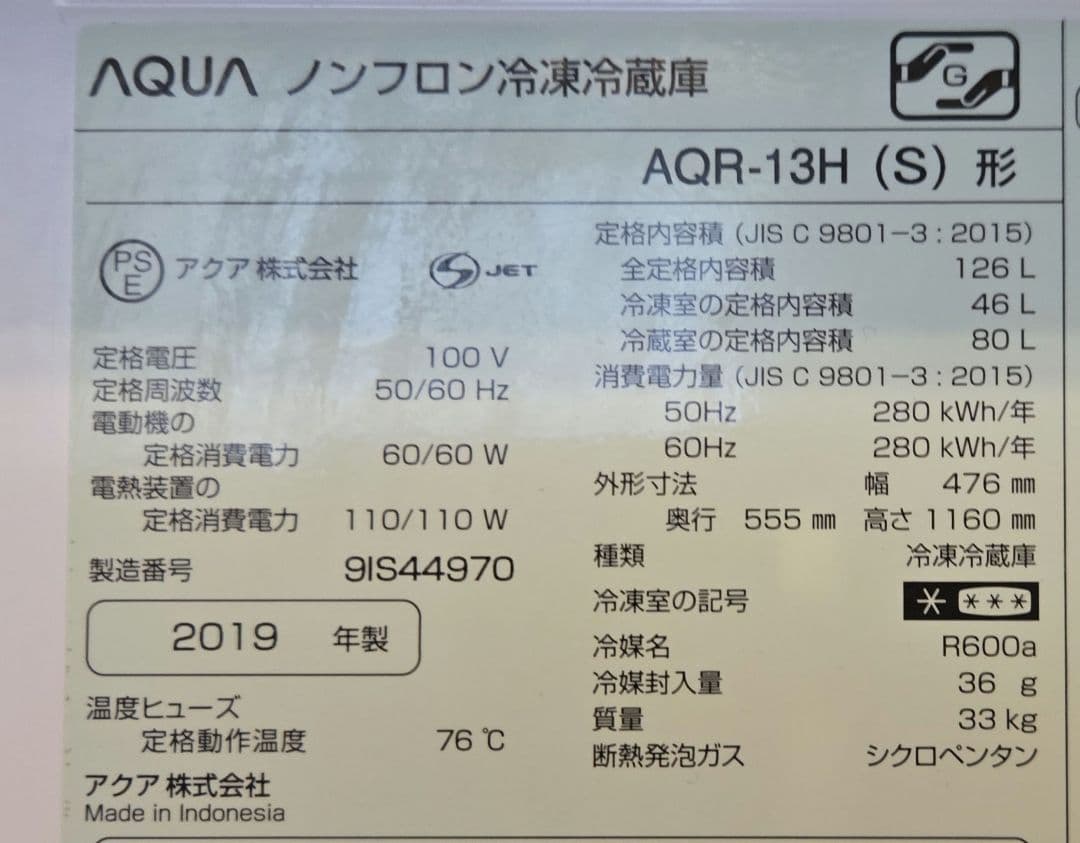 AQUA ノンフロン冷凍冷蔵庫
G
AQR-13H (S) 形
PS E アクア 株式会社 S JET
定格電圧 100 V
定格周波数 50/60 Hz
電動機の
定格消費電力 60/60 W
電熱装置の
定格消費電力 110/110 W
製造番号 9IS44970
2019 年製
温度ヒューズ
定格動作温度 76 ℃
アクア 株式会社
Made in Indonesia
定格内容積 (JIS C 9801-3 : 2015)
全定格内容積 126 L
冷凍室の定格内容積 46 L
冷蔵室の定格内容積 80 L
消費電力量 (JIS C 9801-3 : 2015)
50Hz 280 kWh/年
60Hz 280 kWh/年
外形寸法 幅 476 ㎜
奥行 555 ㎜ 高さ 1160 ㎜
種類 冷凍冷蔵庫
冷凍室の記号 * ***
冷媒名 R600a
冷媒封入量 36 g
質量 33 kg
断熱発泡ガス シクロペンタン